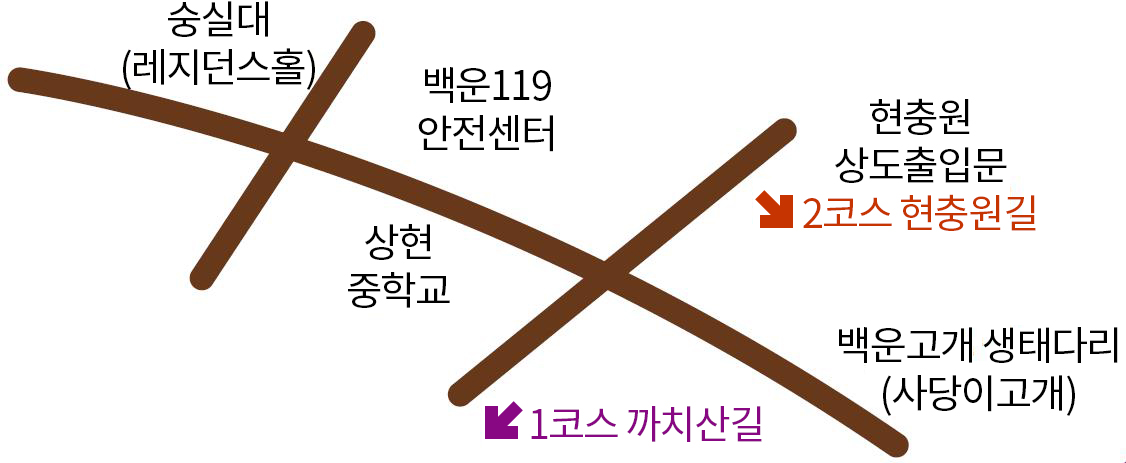 숭실대
(레지던스홀)
백운119
안전센터
현충원
상도출입문
2코스 현충원길
상현
중학교
백운고개 생태다리
(사당이고개)
1코스 까치산길